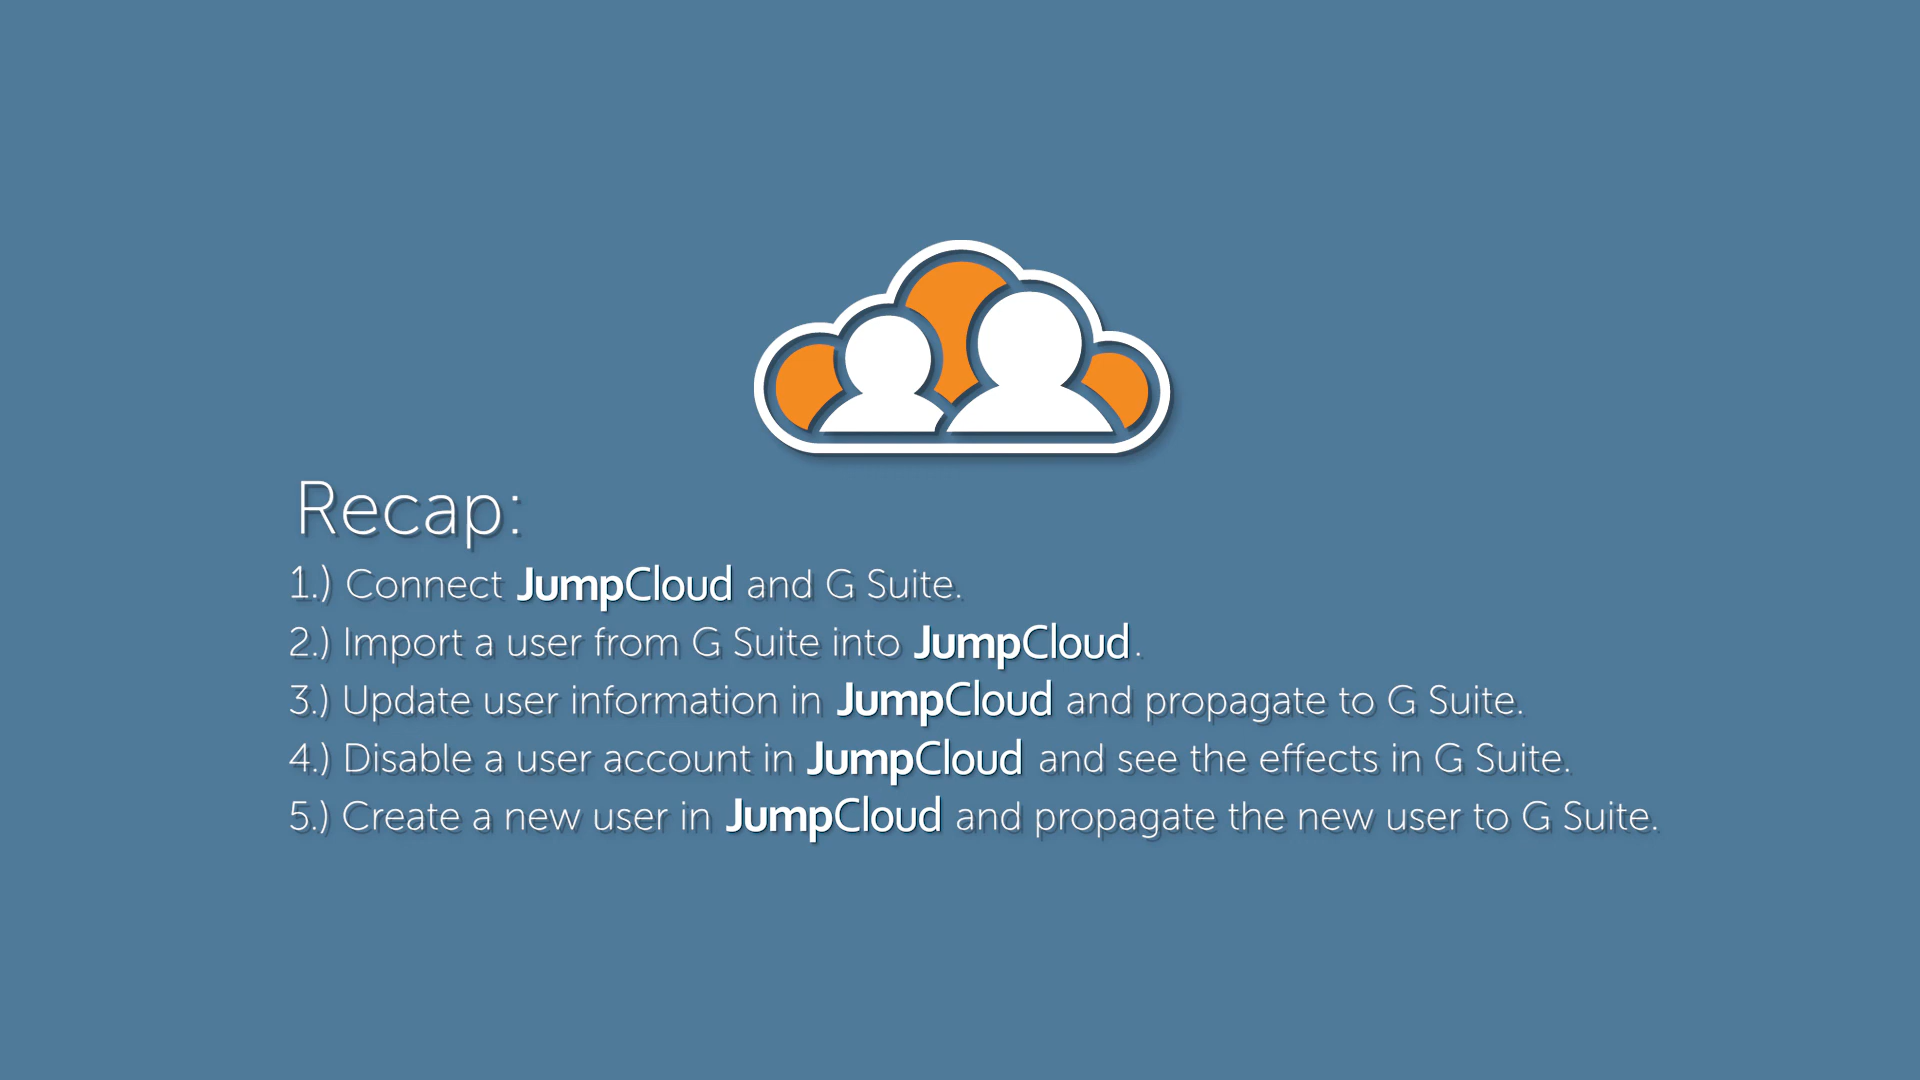 Recap:
1.) Connect JumpCloud and G Suite.
2.) Import a user from G Suite into JumpCloud.
3.) Update user information in JumpCloud and propagate to G Suite.
4.) Disable a user account in JumpCloud and see the effects in G Suite.
5.) Create a new user in JumpCloud and propagate the new user to G Suite.